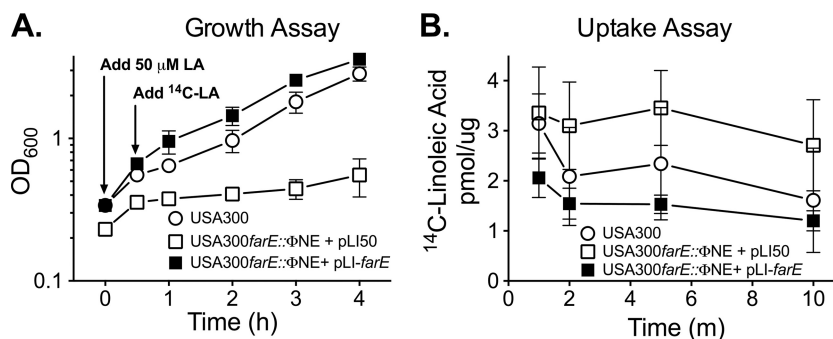 A.
Growth Assay
Add 50 μM LA
Add ¹⁴C-LA
OD₆₀₀
1
0.1
USA300
USA300farE::ΦNE + pLI50
USA300farE::ΦNE+ pLI-farE
0 1 2 3 4
Time (h)
B.
Uptake Assay
¹⁴C-Linoleic Acid
pmol/ug
4
3
2
1
0
USA300
USA300farE::ΦNE + pLI50
USA300farE::ΦNE+ pLI-farE
0 2 4 6 8 10
Time (m)